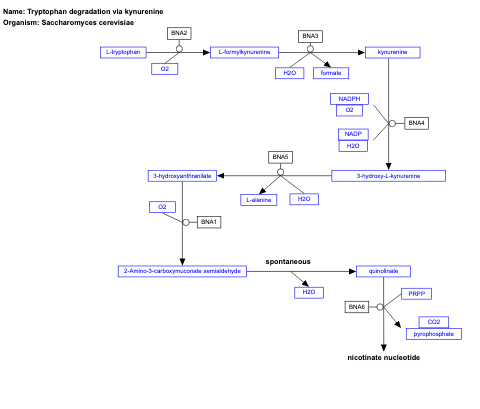 Name: Tryptophan degradation via kynurenine
Organism: Saccharomyces cerevisiae
BNA2
BNA3
L-tryptophan
L-formylkynurenine
kynurenine
O2
H2O
formate
NADPH
O2
BNA4
NADP
H2O
BNA5
3-hydroxyanthranilate
3-hydroxy-L-kynurenine
L-alanine
H2O
O2
BNA1
spontaneous
2-Amino-3-carboxymuconate semialdehyde
quinolinate
H2O
PRPP
BNA6
CO2
pyrophosphate
nicotinate nucleotide